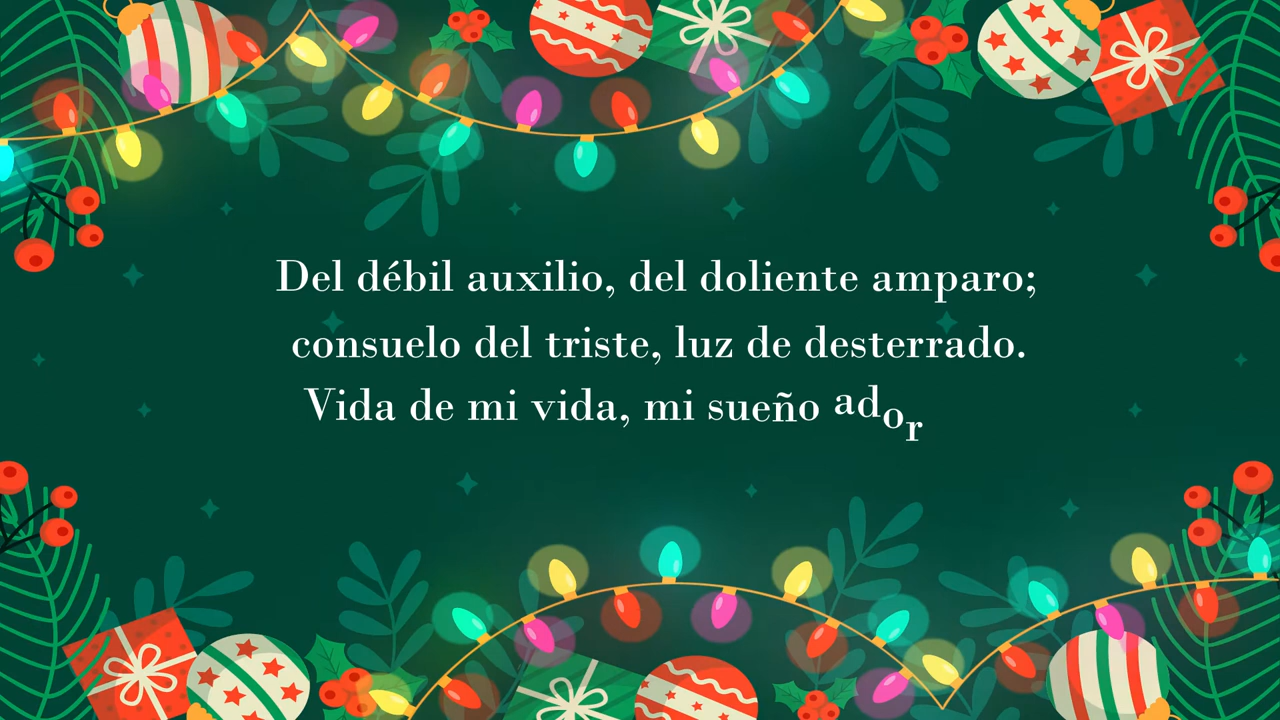 Del débil auxilio, del doliente amparo;
consuelo del triste, luz de desterrado.
Vida de mi vida, mi sueño ador